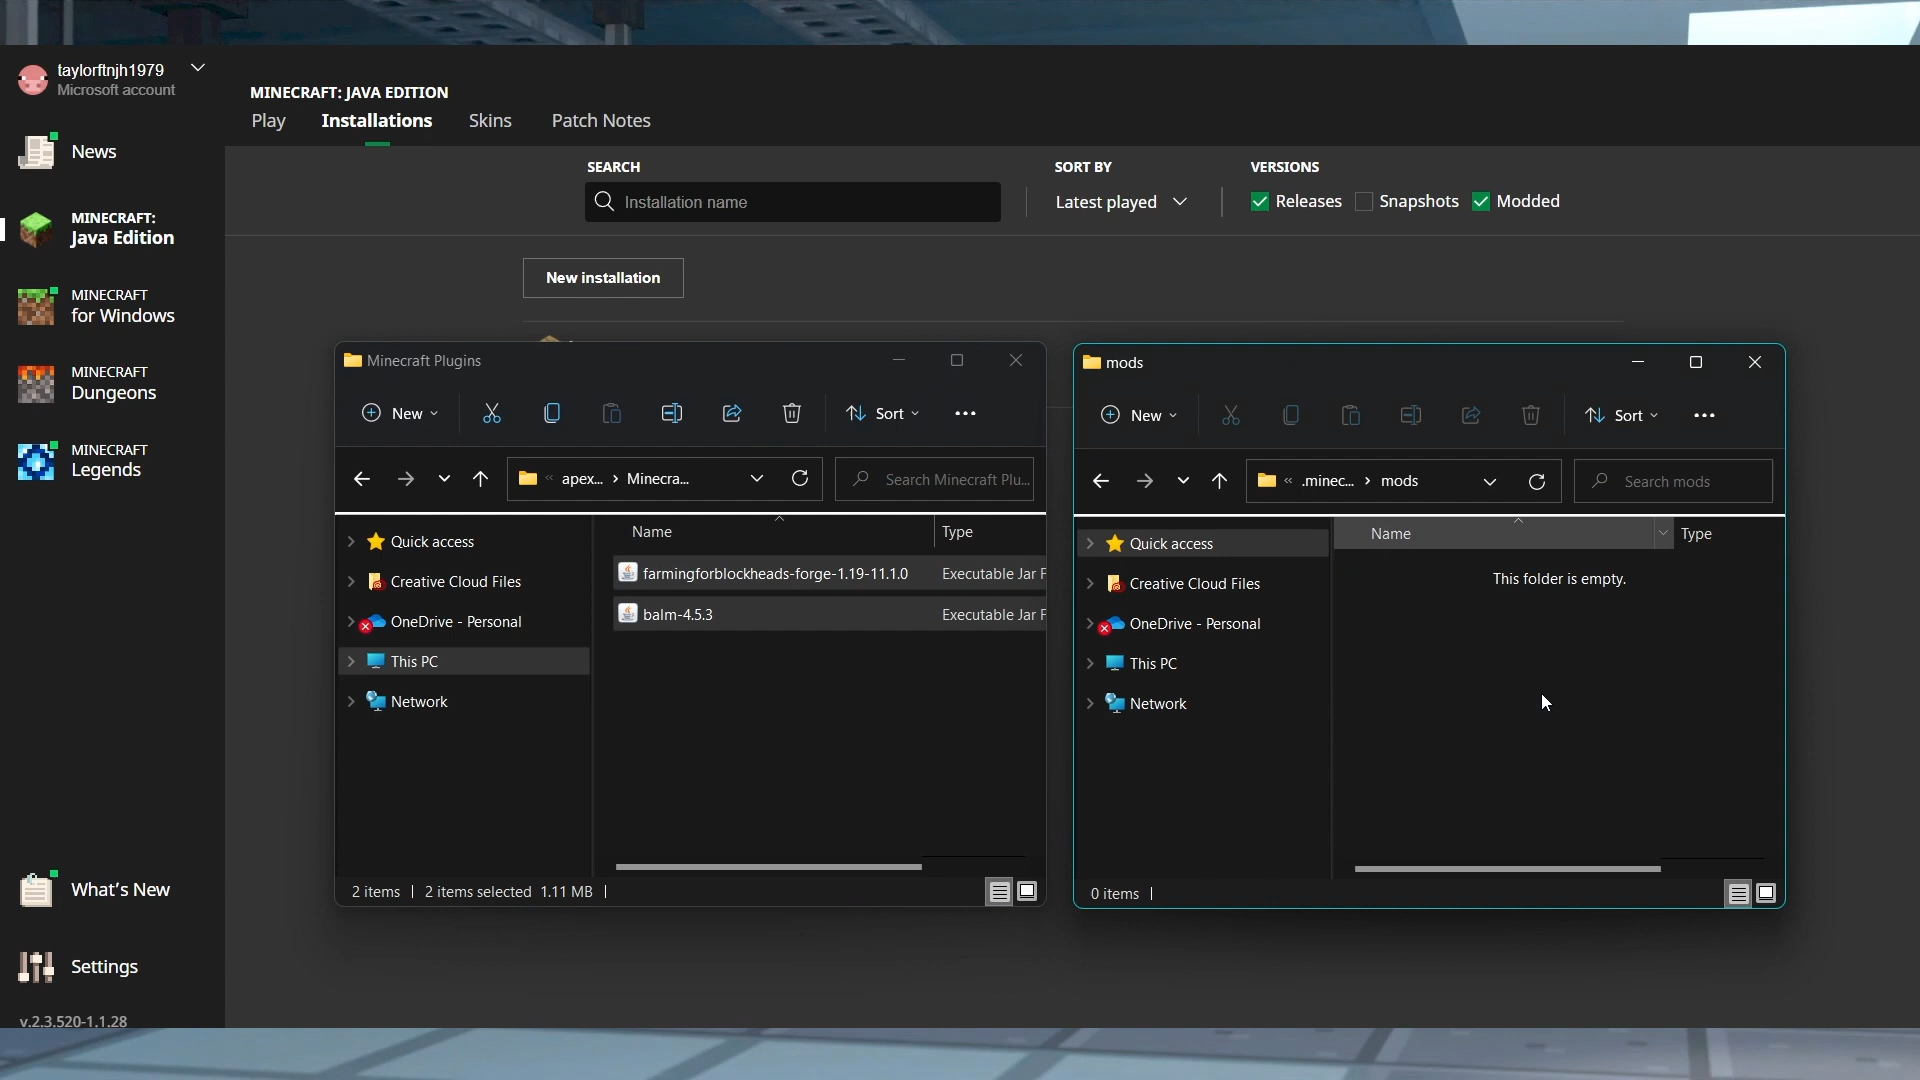 taylorftnjh1979
Microsoft account
News
MINECRAFT:
Java Edition
MINECRAFT
for Windows
MINECRAFT
Dungeons
MINECRAFT
Legends
What's New
Settings
v.2.3.520-1.1.28
MINECRAFT: JAVA EDITION
Play Installations Skins Patch Notes
SEARCH SORT BY VERSIONS
Installation name Latest played Releases Snapshots Modded
New installation
Minecraft Plugins
New Sort
« apex... > Minecra... Search Minecraft Plu...
Quick access
Creative Cloud Files
OneDrive - Personal
This PC
Network
Name Type
farmingforblockheads-forge-1.19-11.1.0 Executable Jar F
balm-4.5.3 Executable Jar F
2 items 2 items selected 1.11 MB
mods
New Sort
« .minec... > mods Search mods
Quick access
Creative Cloud Files
OneDrive - Personal
This PC
Network
Name Type
This folder is empty.
0 items